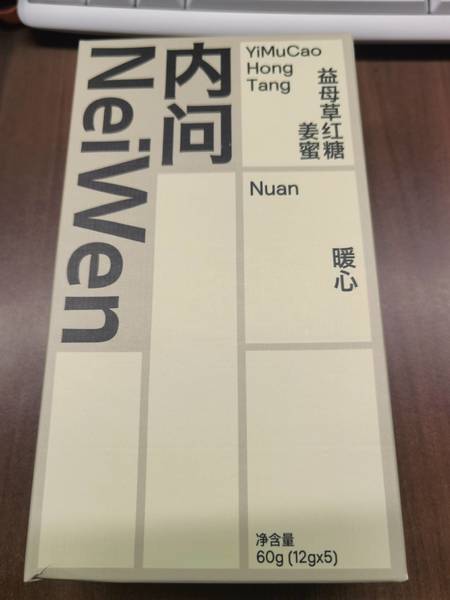 内问
NeiWen
YiMuCao
Hong
Tang
益母草红糖
姜蜜
Nuan
暖心
净含量
60g (12gx5)